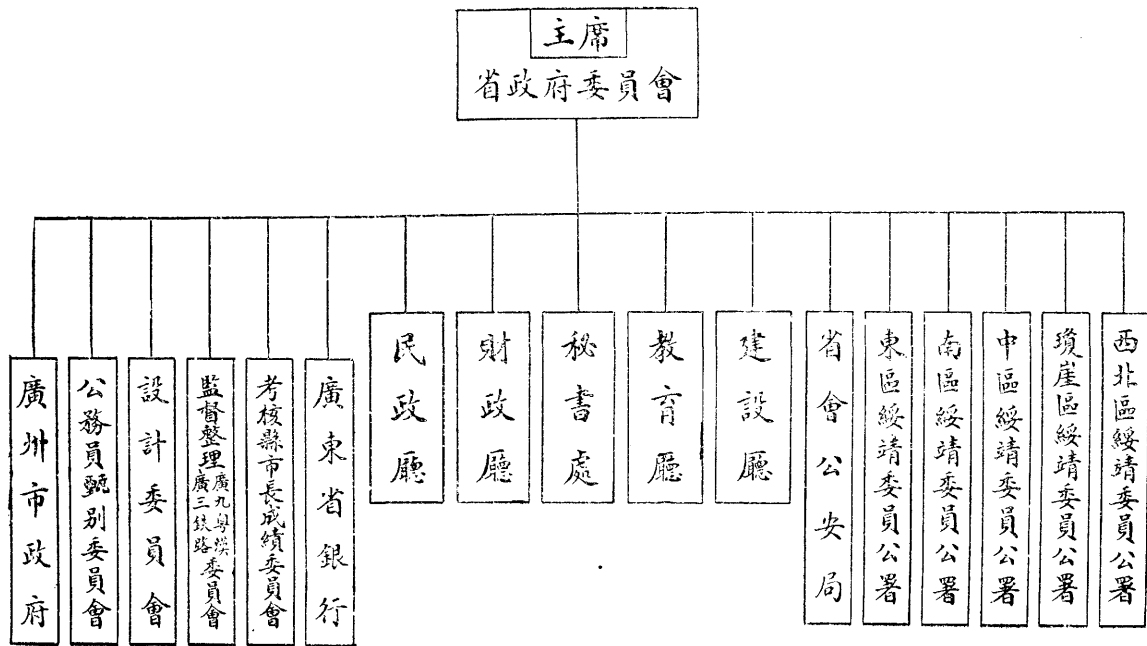 主席
省政府委員會
廣州市政府
公務員甄别委員會
設計委員會
監督整理廣九粵漢廣三鉄路委員會
考核縣市長成績委員會
廣東省銀行
民政廳
財政廳
秘書處
教育廳
建設廳
省會公安局
東區綏靖委員公署
南區綏靖委員公署
中區綏靖委員公署
瓊崖區綏靖委員公署
西北區綏靖委員公署